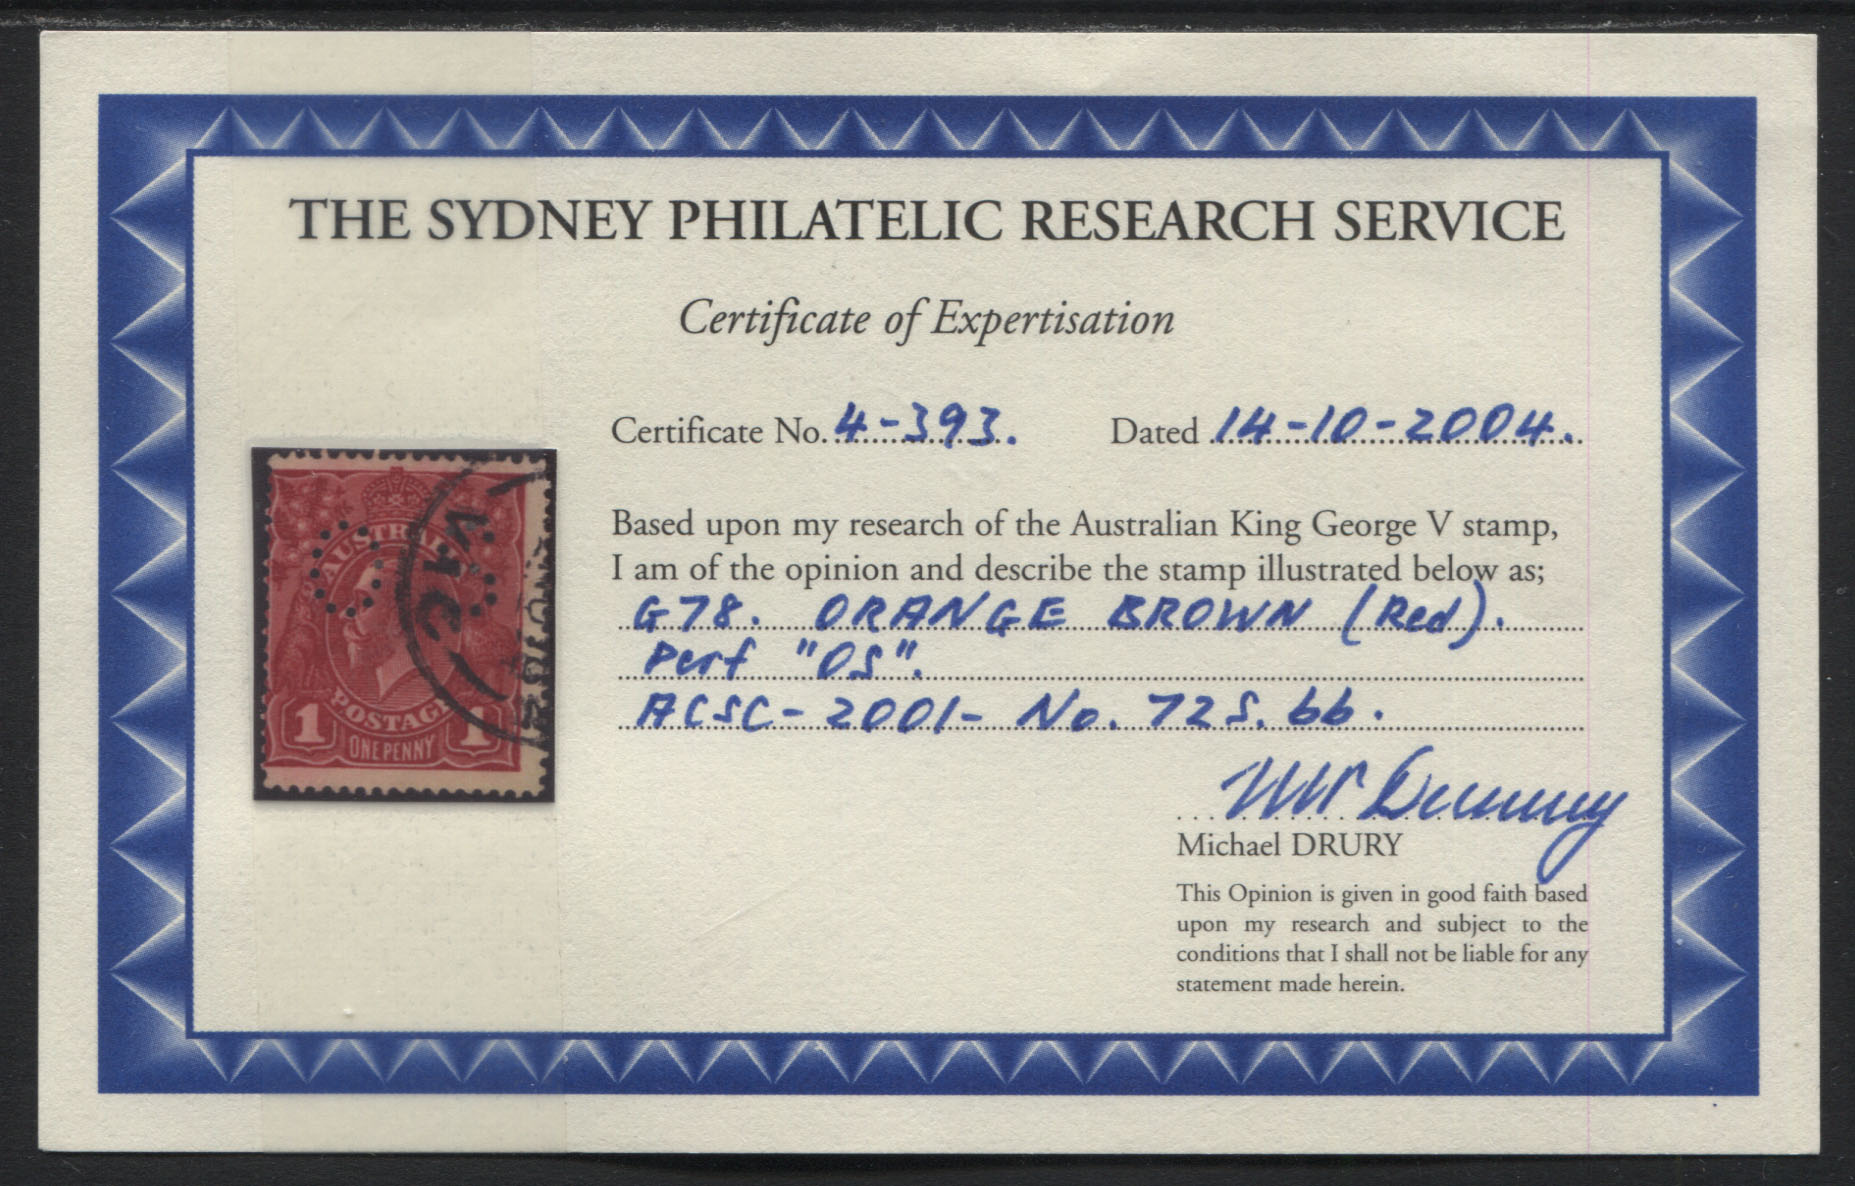 THE SYDNEY PHILATELIC RESEARCH SERVICE
Certificate of Expertisation
Certificate No. 4-393. Dated 14-10-2004.
Based upon my research of the Australian King George V stamp,
I am of the opinion and describe the stamp illustrated below as;
G78. ORANGE BROWN (Red).
Perf "OS".
ACSC-2001- No. 72S.bb.
Michael DRURY
This Opinion is given in good faith based
upon my research and subject to the
conditions that I shall not be liable for any
statement made herein.
OS
AUSTRALIA
VIC
POSTAGE
1 1
ONE PENNY